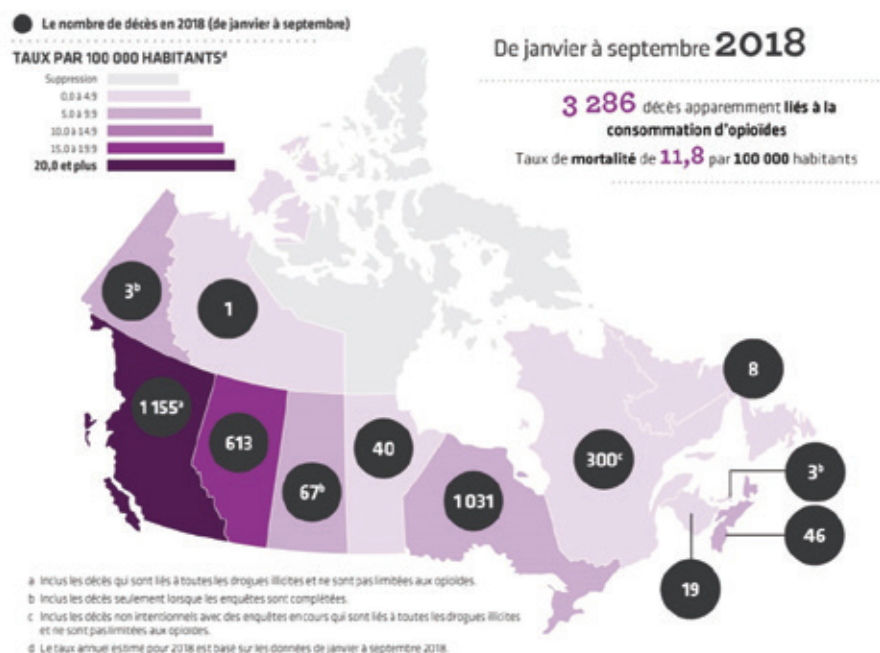 Le nombre de décès en 2018 (de janvier à septembre)
TAUX PAR 100 000 HABITANTSᵈ
Suppression
0,0 à 4,9
5,0 à 9,9
10,0 à 14,9
15,0 à 19,9
20,0 et plus
De janvier à septembre 2018
3 286 décès apparemment liés à la
consommation d'opioïdes
Taux de mortalité de 11,8 par 100 000 habitants
3ᵇ
1
8
1 155ᵃ
613
67ᵇ
40
1 031
300ᶜ
3ᵇ
46
19
a Inclus les décès qui sont liés à toutes les drogues illicites et ne sont pas limitées aux opioïdes.
b Inclus les décès seulement lorsque les enquêtes sont complétées.
c Inclus les décès non intentionnels avec des enquêtes en cours qui sont liés à toutes les drogues illicites
et ne sont pas limitées aux opioïdes.
d Le taux annuel estimé pour 2018 est basé sur les données de janvier à septembre 2018.